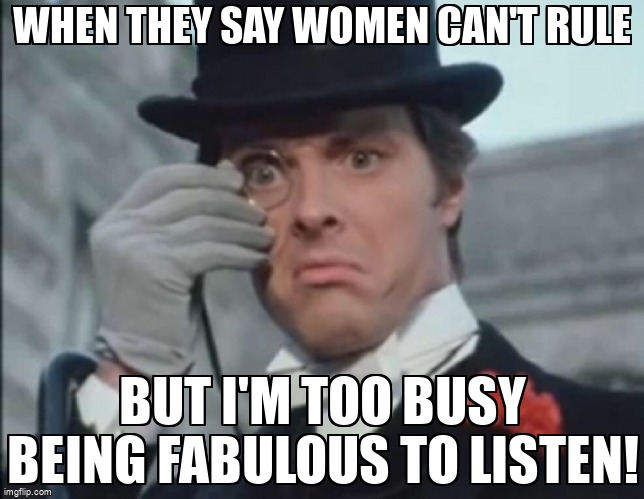 WHEN THEY SAY WOMEN CAN'T RULE
BUT I'M TOO BUSY
BEING FABULOUS TO LISTEN!
imgflip.com